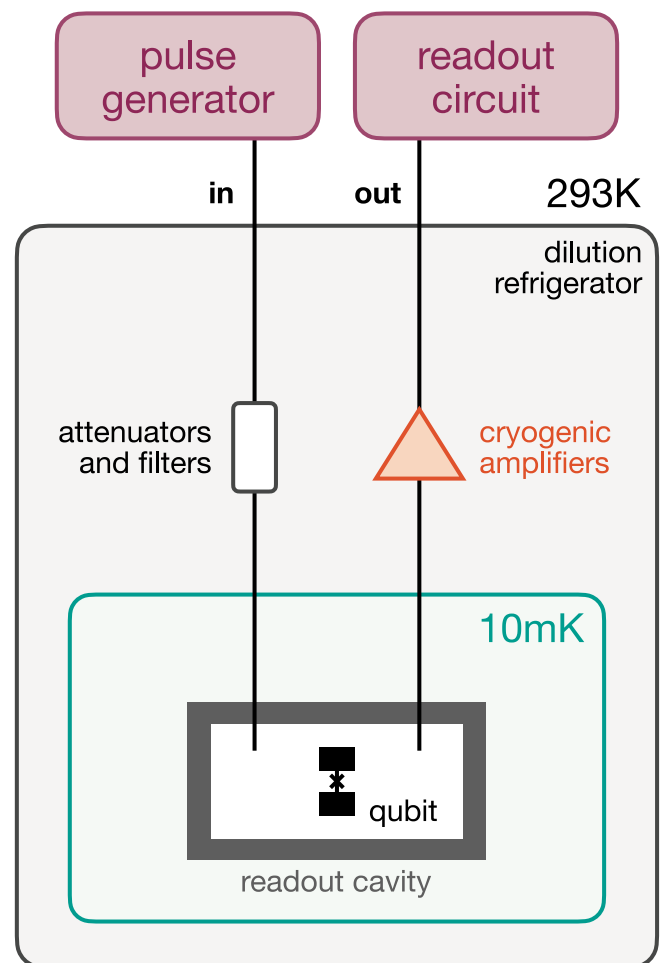 pulse
generator
readout
circuit
in
out
293K
dilution
refrigerator
attenuators
and filters
cryogenic
amplifiers
10mK
qubit
readout cavity